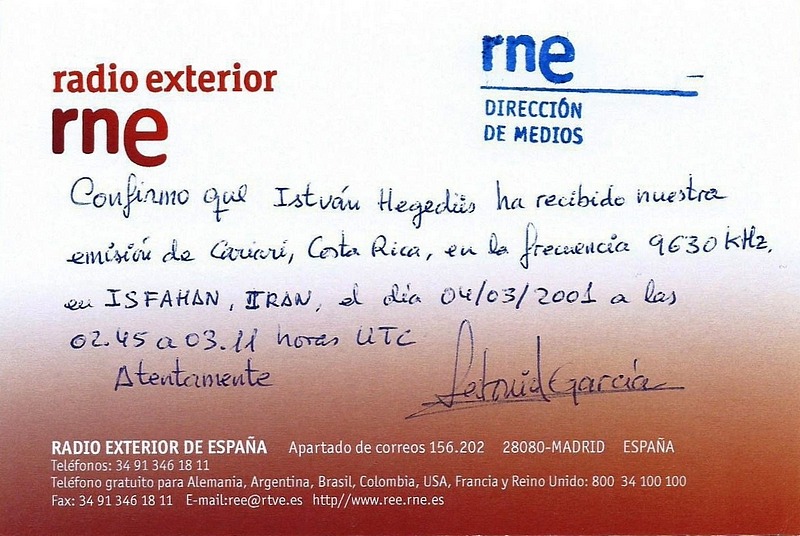 radio exterior
rne
rne
DIRECCIÓN
DE MEDIOS
Confirmo que István Hegedüs ha recibido nuestra
emisión de Cariari, Costa Rica, en la frecuencia 9630 KHz,
en ISFAHAN, IRAN, el día 04/03/2001 a las
02.45 a 03.11 horas UTC
Atentamente
García
RADIO EXTERIOR DE ESPAÑA Apartado de correos 156.202 28080-MADRID ESPAÑA
Teléfonos: 34 91 346 18 11
Teléfono gratuito para Alemania, Argentina, Brasil, Colombia, USA, Francia y Reino Unido: 800 34 100 100
Fax: 34 91 346 18 11 E-mail:ree@rtve.es http//www.ree.rne.es